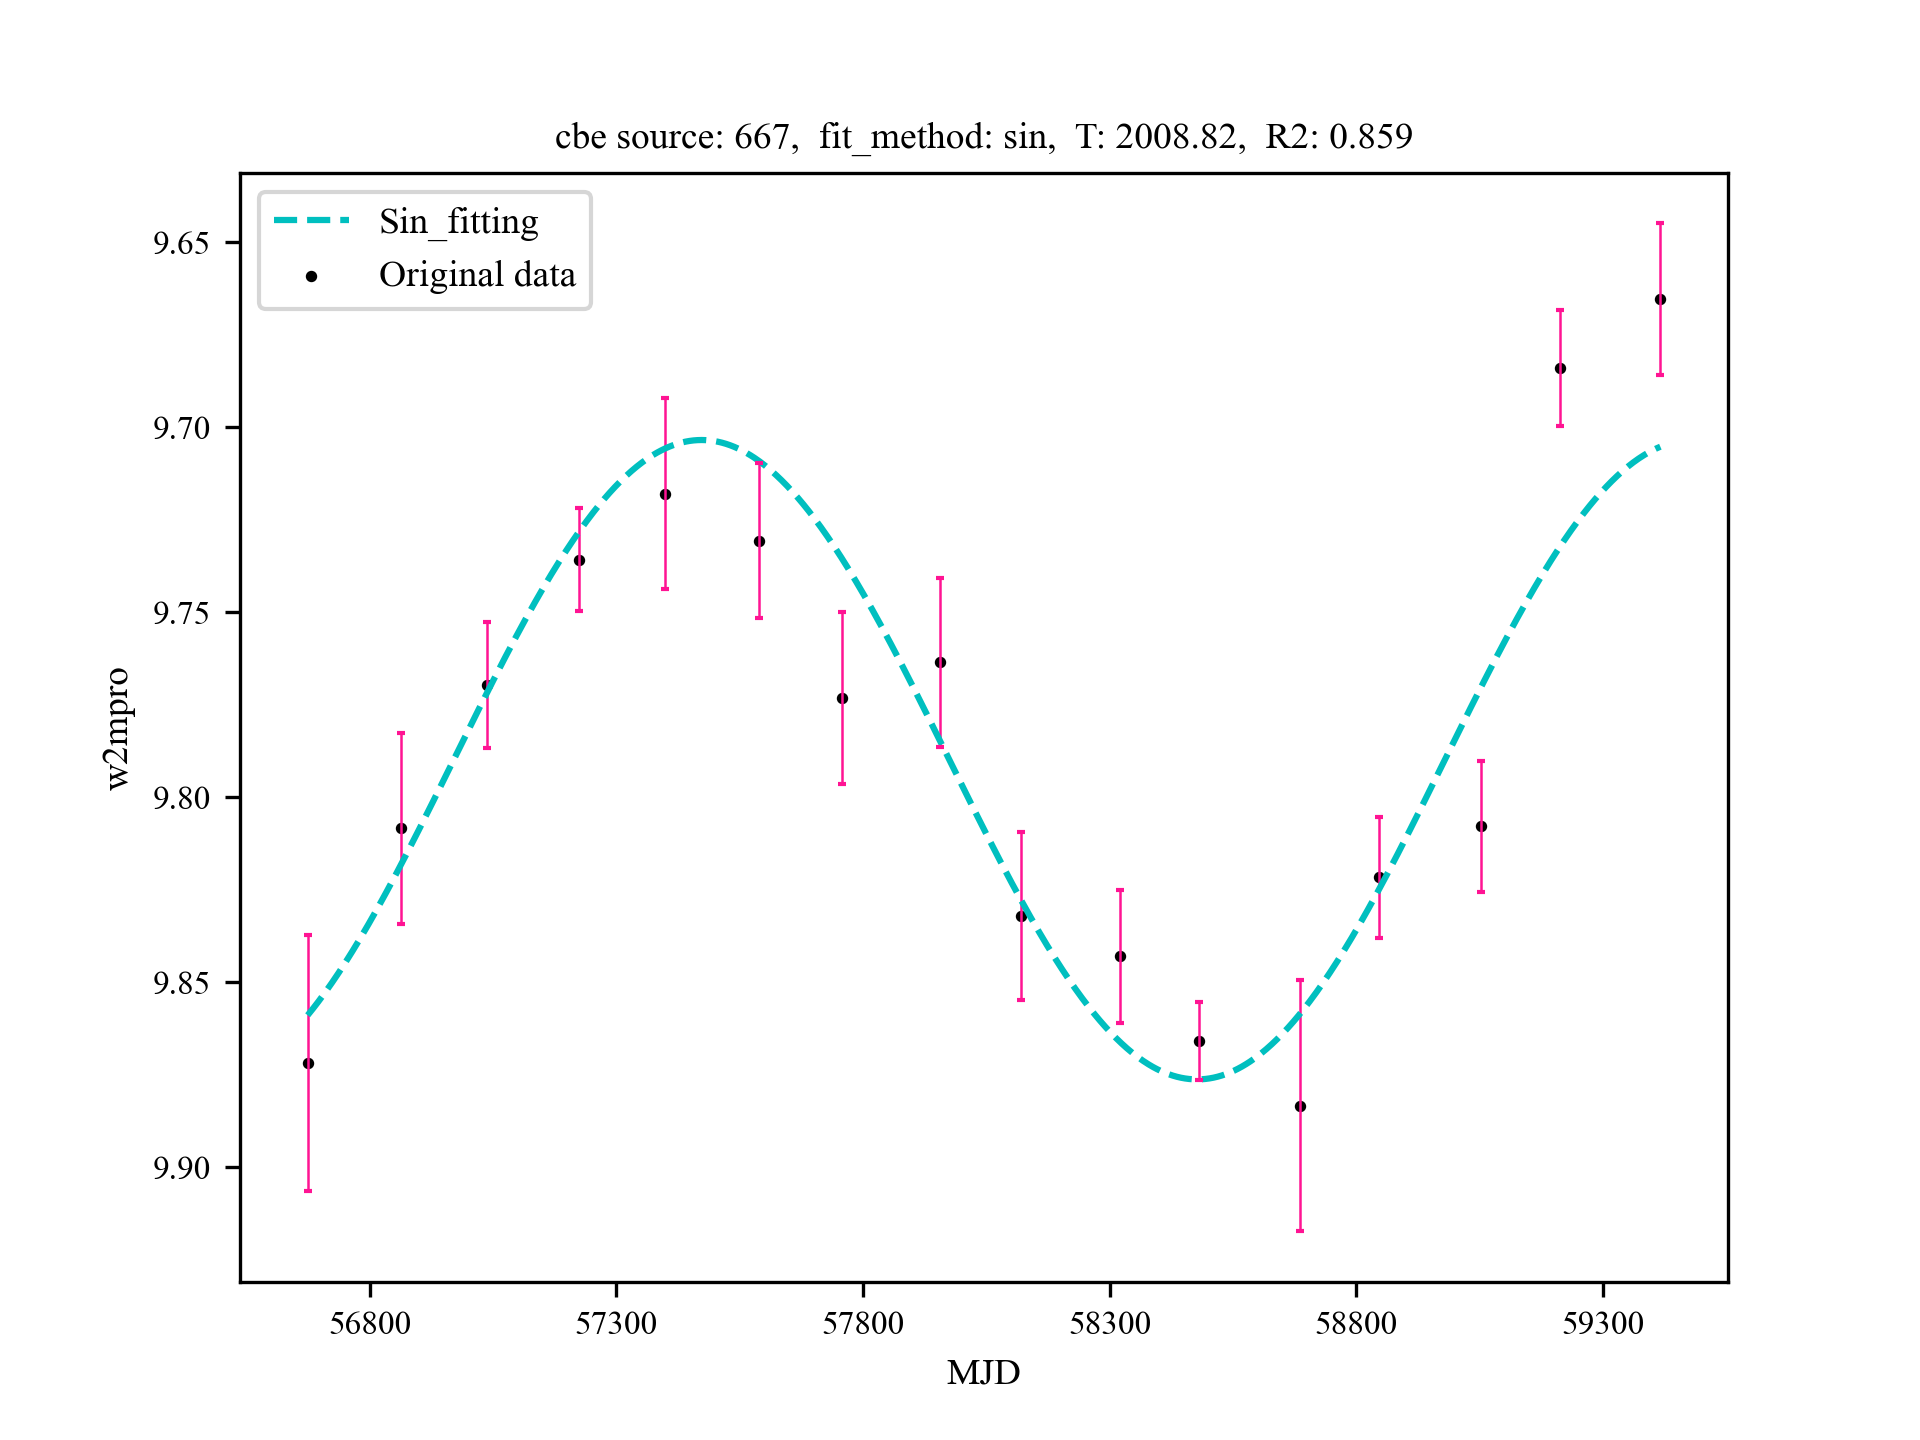 cbe source: 667,  fit_method: sin,  T: 2008.82,  R2: 0.859
Sin_fitting
Original data
9.65
9.70
9.75
9.80
9.85
9.90
w2mpro
56800
57300
57800
58300
58800
59300
MJD